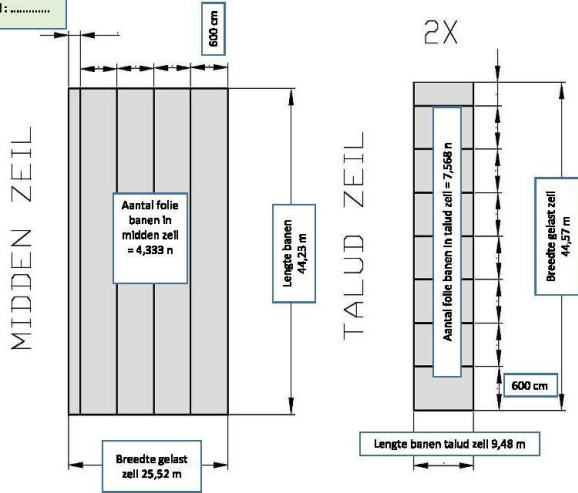 600 cm
2X
MIDDEN ZEIL
Aantal folie
banen in
midden zeil
= 4,333 n
Lengte banen
44,23 m
Breedte gelast
zeil 25,52 m
TALUD ZEIL
Aantal folie banen in talud zeil = 7,568 n
Breedte gelast zeil
44,57 m
600 cm
Lengte banen talud zeil 9,48 m